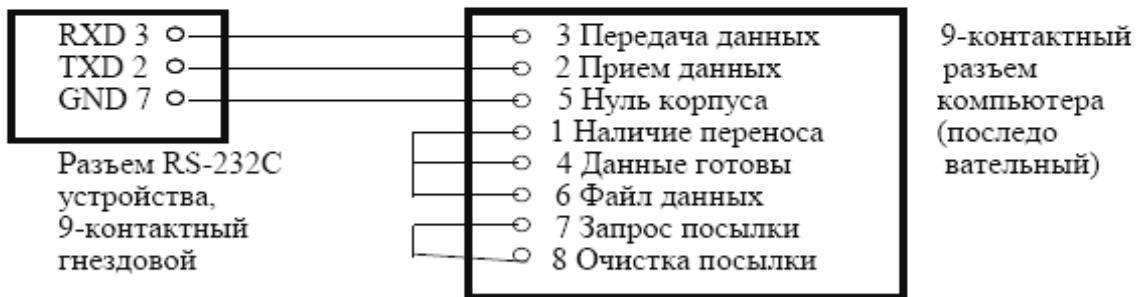 RXD 3
TXD 2
GND 7
Разъем RS-232C
устройства,
9-контактный
гнездовой
3 Передача данных
2 Прием данных
5 Нуль корпуса
1 Наличие переноса
4 Данные готовы
6 Файл данных
7 Запрос посылки
8 Очистка посылки
9-контактный
разъем
компьютера
(последо
вательный)